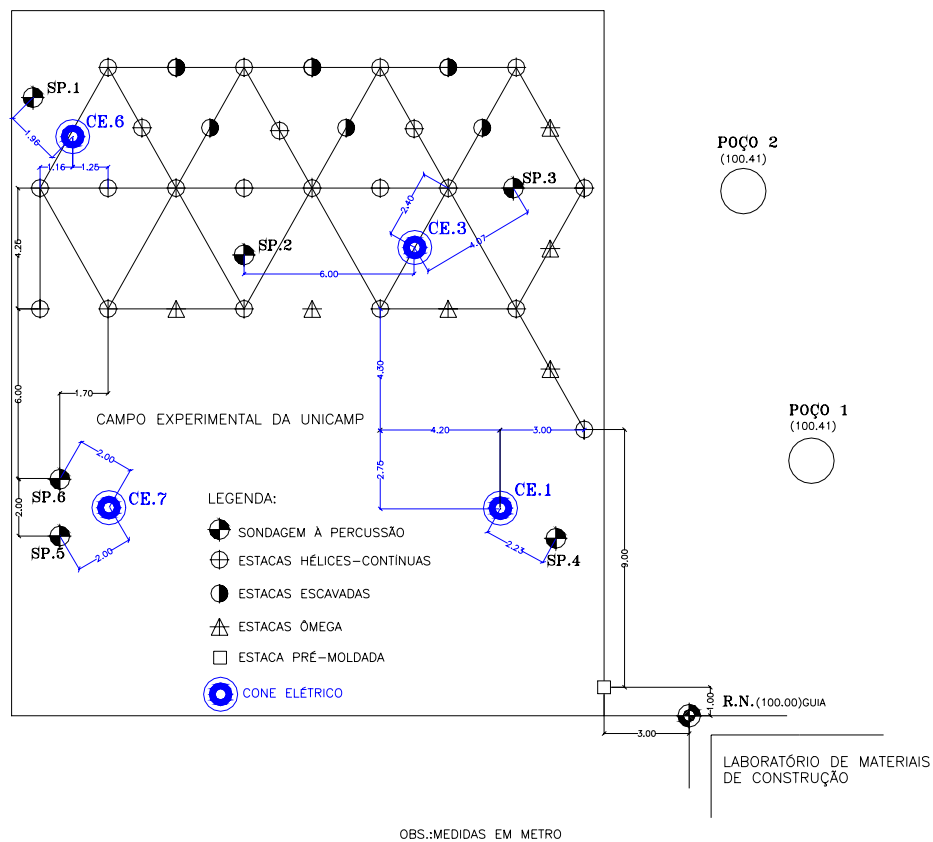 SP.1
CE.6
1.96
1.16
1.25
POÇO 2
(100.41)
SP.3
2.40
CE.3
4.07
SP.2
6.00
4.25
4.30
6.00
1.70
CAMPO EXPERIMENTAL DA UNICAMP
4.20
3.00
POÇO 1
(100.41)
2.00
2.75
SP.6
CE.7
CE.1
2.00
SP.5
2.00
2.23
SP.4
9.00
LEGENDA:
SONDAGEM À PERCUSSÃO
ESTACAS HÉLICES-CONTÍNUAS
ESTACAS ESCAVADAS
ESTACAS ÔMEGA
ESTACA PRÉ-MOLDADA
CONE ELÉTRICO
1.00
R.N.(100.00)GUIA
3.00
LABORATÓRIO DE MATERIAIS
DE CONSTRUÇÃO
OBS.:MEDIDAS EM METRO